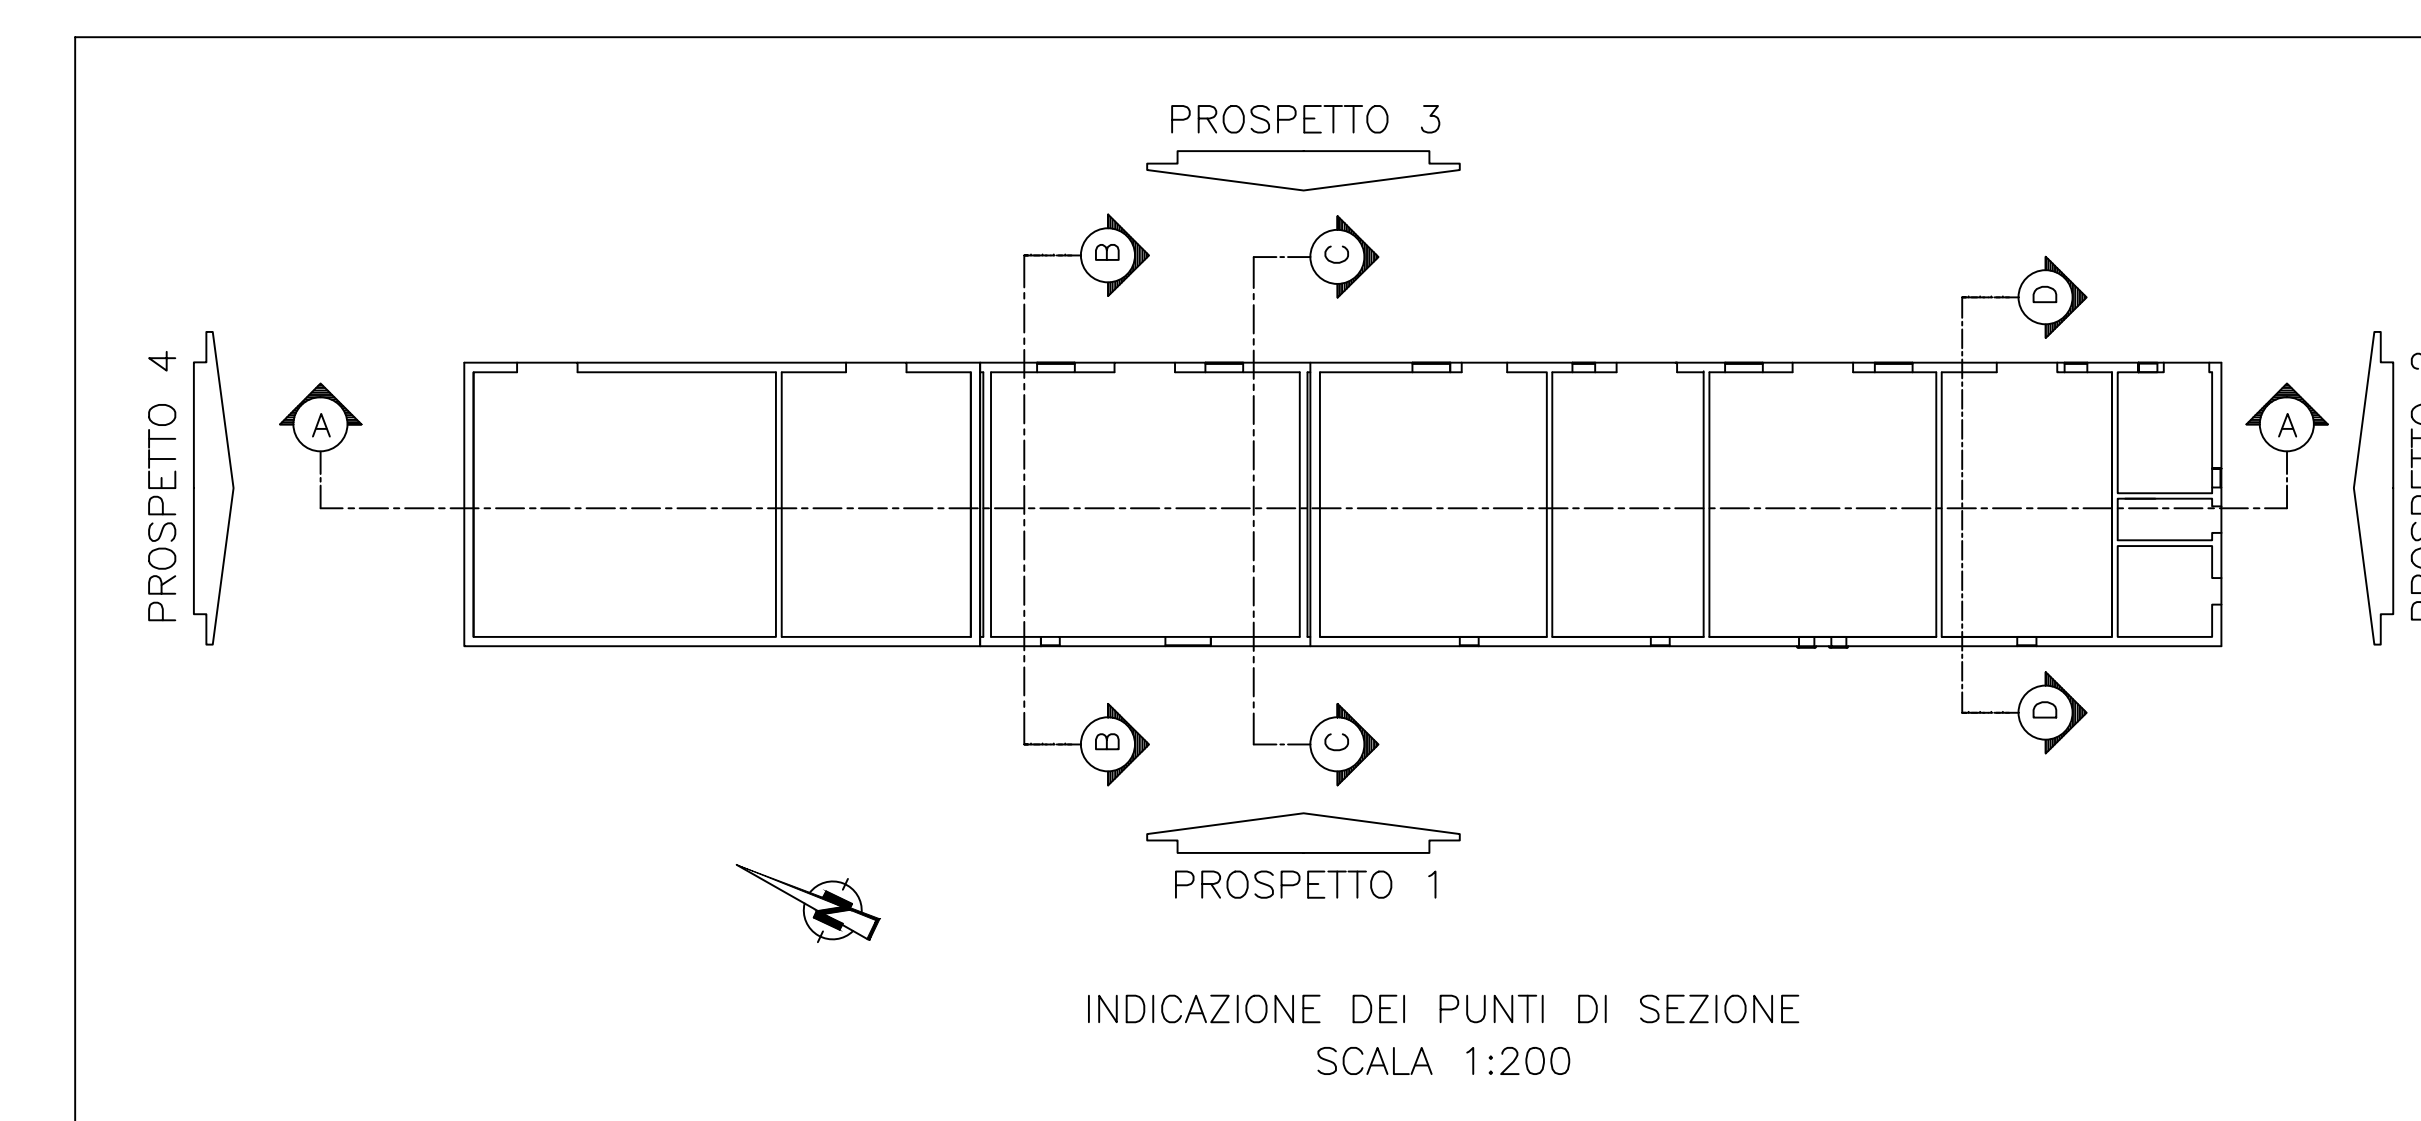 PROSPETTO 3
B
C
D
PROSPETTO 4
A
A
B
C
D
PROSPETTO 1
N
INDICAZIONE DEI PUNTI DI SEZIONE
SCALA 1:200